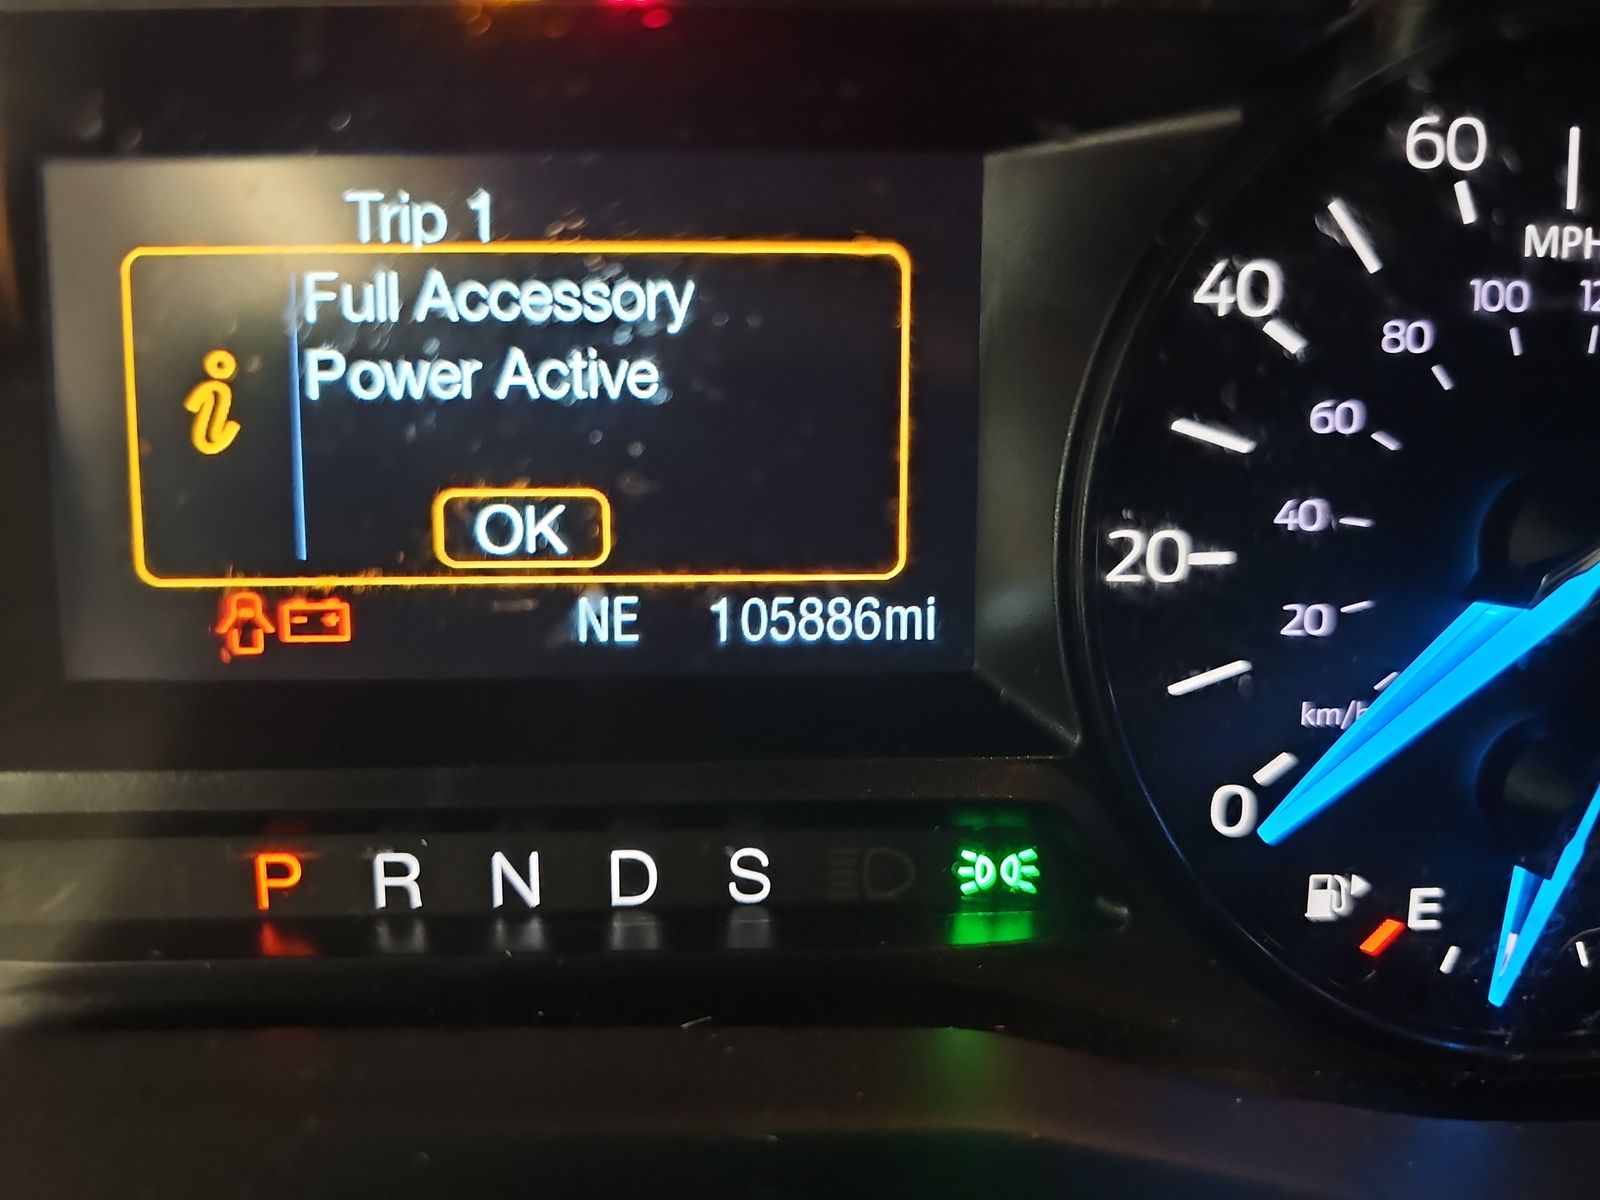 Trip 1
Full Accessory
Power Active
OK
NE 105886mi
P R N D S
60
MPH
40
100
80
60
20
40
20
km/h
0
E